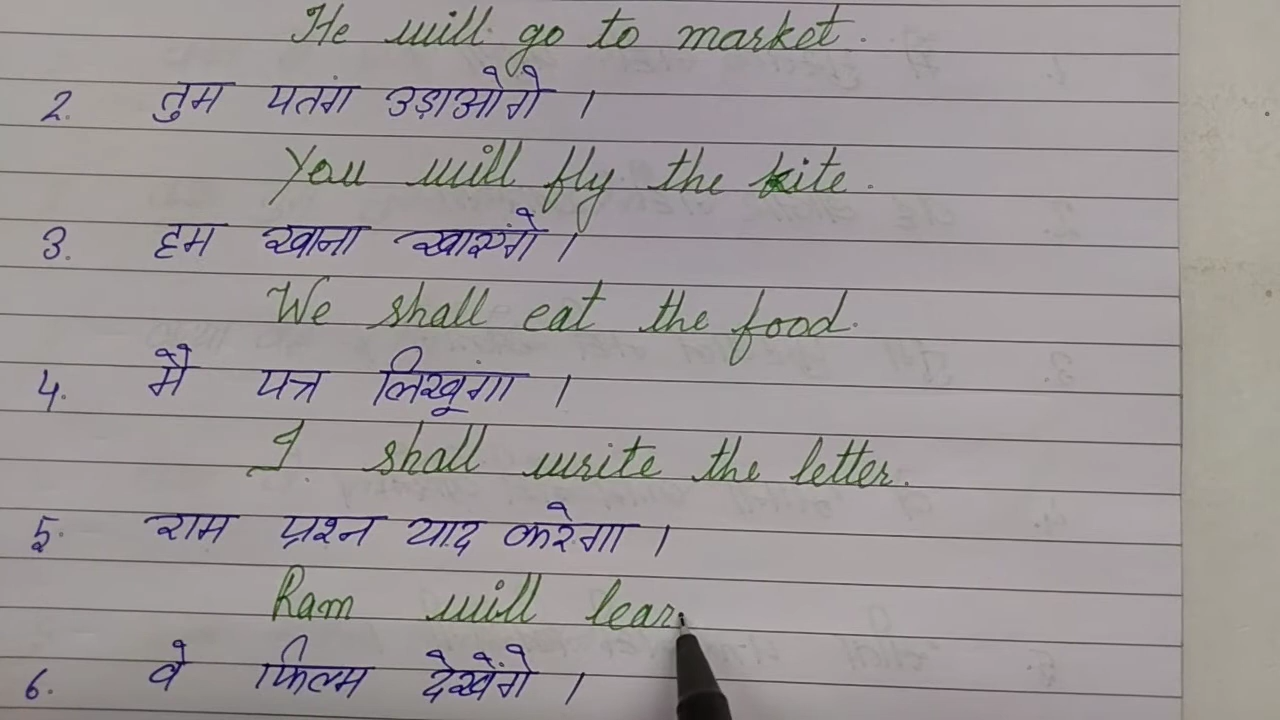 He will go to market.
2. तुम पतंग उड़ाओगे ।
You will fly the kite.
3. हम खाना खाएंगे ।
We shall eat the food.
4. मै पत्र लिखूंगा ।
I shall write the letter.
5. राम प्रश्न याद करेगा ।
Ram will lear
6. वे फिल्म देखेंगे ।